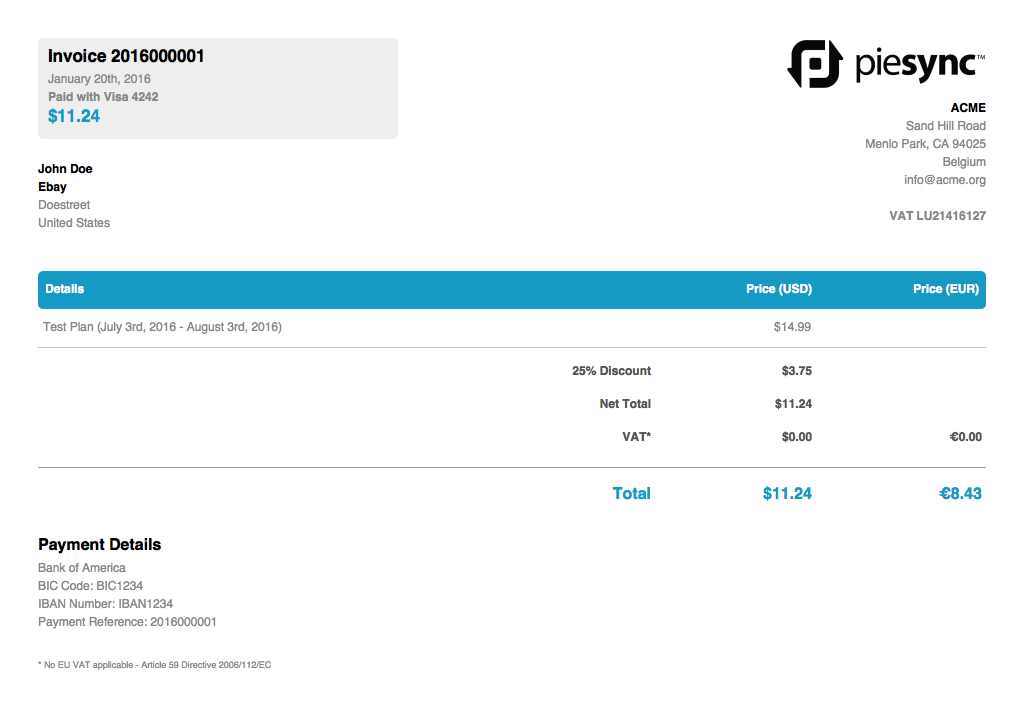 Invoice 2016000001
January 20th, 2016
Paid with Visa 4242
$11.24
piesync™
ACME
Sand Hill Road
Menlo Park, CA 94025
Belgium
info@acme.org
VAT LU21416127
John Doe
Ebay
Doestreet
United States
Details Price (USD) Price (EUR)
Test Plan (July 3rd, 2016 - August 3rd, 2016) $14.99
25% Discount $3.75
Net Total $11.24
VAT* $0.00 €0.00
Total $11.24 €8.43
Payment Details
Bank of America
BIC Code: BIC1234
IBAN Number: IBAN1234
Payment Reference: 2016000001
* No EU VAT applicable - Article 59 Directive 2006/112/EC